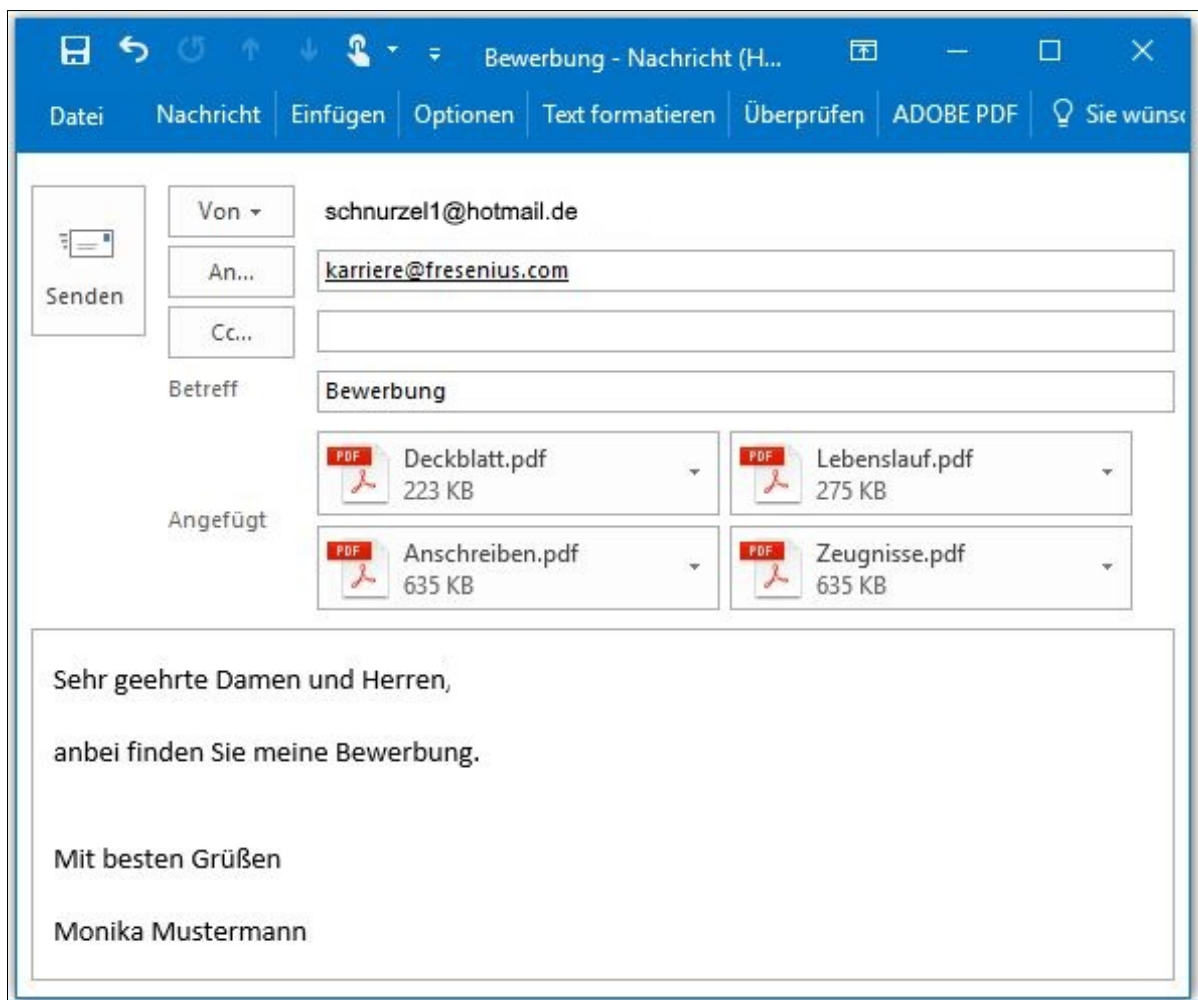 Bewerbung - Nachricht (H...
Datei Nachricht Einfügen Optionen Text formatieren Überprüfen ADOBE PDF Sie wünsc
Von schnurzel1@hotmail.de
Senden
An... karriere@fresenius.com
Cc...
Betreff Bewerbung
Angefügt
PDF Deckblatt.pdf
223 KB
PDF Lebenslauf.pdf
275 KB
PDF Anschreiben.pdf
635 KB
PDF Zeugnisse.pdf
635 KB
Sehr geehrte Damen und Herren,
anbei finden Sie meine Bewerbung.
Mit besten Grüßen
Monika Mustermann